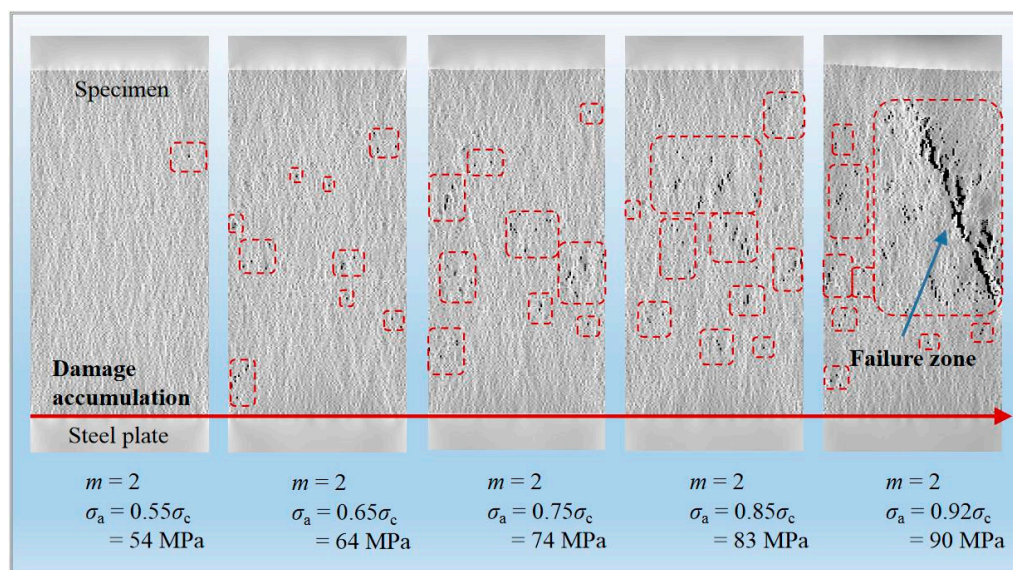 Specimen
Damage
accumulation
Steel plate
Failure zone
m = 2
σa = 0.55σc
= 54 MPa
m = 2
σa = 0.65σc
= 64 MPa
m = 2
σa = 0.75σc
= 74 MPa
m = 2
σa = 0.85σc
= 83 MPa
m = 2
σa = 0.92σc
= 90 MPa